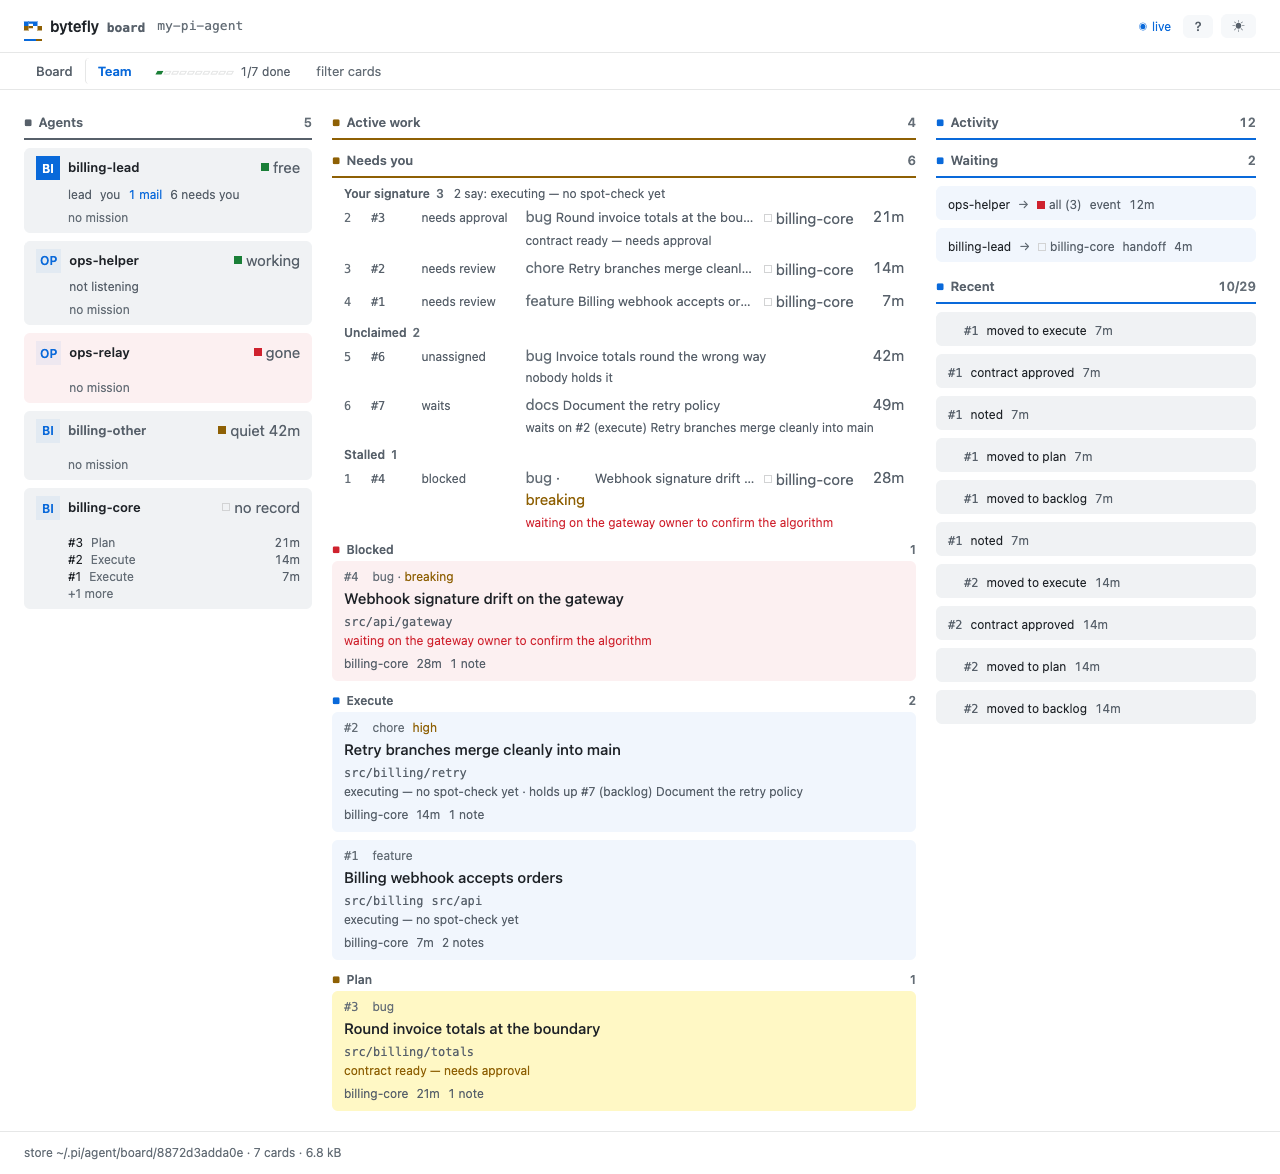 bytefly board my-pi-agent
live ? ☀
Board Team 1/7 done filter cards
Agents 5
BI billing-lead free
lead you 1 mail 6 needs you
no mission
OP ops-helper working
not listening
no mission
OP ops-relay gone
no mission
BI billing-other quiet 42m
no mission
BI billing-core no record
#3 Plan 21m
#2 Execute 14m
#1 Execute 7m
+1 more
Active work 4
Needs you 6
Your signature 3 2 say: executing — no spot-check yet
2 #3 needs approval bug Round invoice totals at the bou… billing-core 21m
contract ready — needs approval
3 #2 needs review chore Retry branches merge cleanl… billing-core 14m
4 #1 needs review feature Billing webhook accepts or… billing-core 7m
Unclaimed 2
5 #6 unassigned bug Invoice totals round the wrong way 42m
nobody holds it
6 #7 waits docs Document the retry policy 49m
waits on #2 (execute) Retry branches merge cleanly into main
Stalled 1
1 #4 blocked bug · Webhook signature drift … billing-core 28m
breaking
waiting on the gateway owner to confirm the algorithm
Blocked 1
#4 bug · breaking
Webhook signature drift on the gateway
src/api/gateway
waiting on the gateway owner to confirm the algorithm
billing-core 28m 1 note
Execute 2
#2 chore high
Retry branches merge cleanly into main
src/billing/retry
executing — no spot-check yet · holds up #7 (backlog) Document the retry policy
billing-core 14m 1 note
#1 feature
Billing webhook accepts orders
src/billing src/api
executing — no spot-check yet
billing-core 7m 2 notes
Plan 1
#3 bug
Round invoice totals at the boundary
src/billing/totals
contract ready — needs approval
billing-core 21m 1 note
Activity 12
Waiting 2
ops-helper → all (3) event 12m
billing-lead → billing-core handoff 4m
Recent 10/29
#1 moved to execute 7m
#1 contract approved 7m
#1 noted 7m
#1 moved to plan 7m
#1 moved to backlog 7m
#1 noted 7m
#2 moved to execute 14m
#2 contract approved 14m
#2 moved to plan 14m
#2 moved to backlog 14m
store ~/.pi/agent/board/8872d3adda0e · 7 cards · 6.8 kB